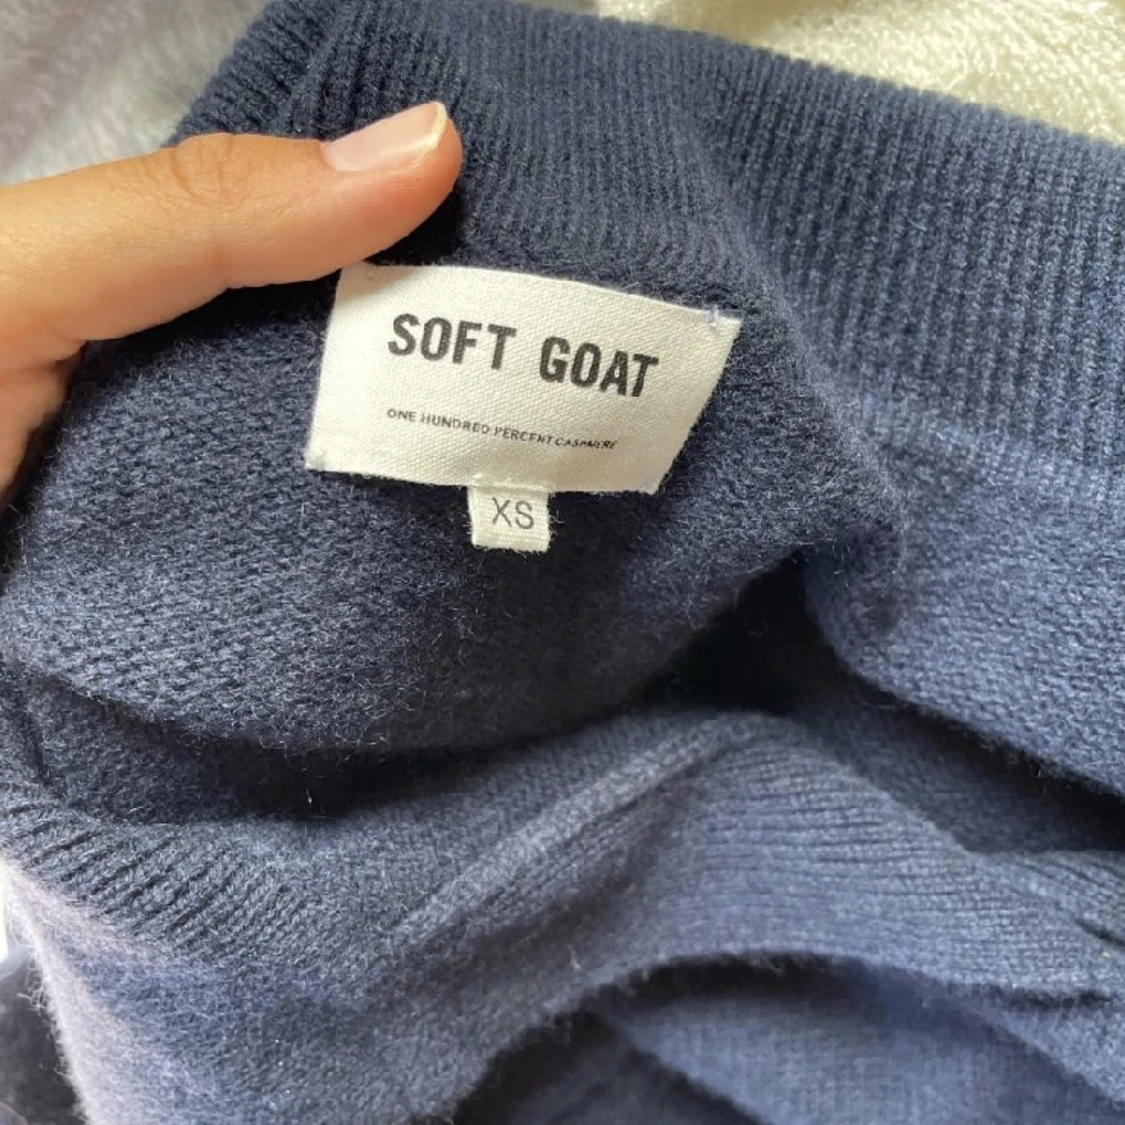 SOFT GOAT
ONE HUNDRED PERCENT CASHMERE
XS